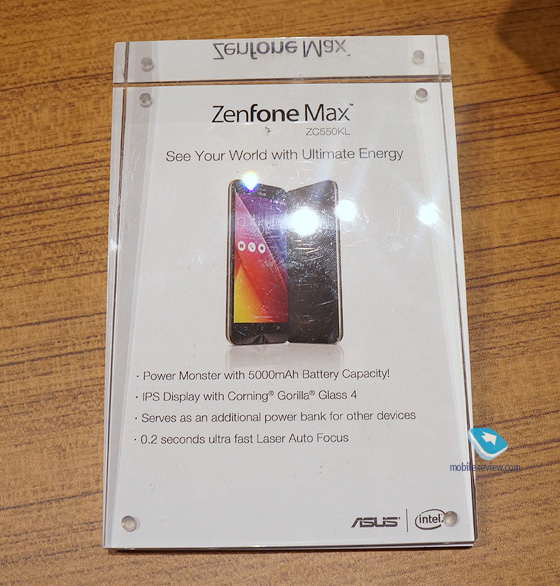 Zenfone Max™
Zenfone Max™
ZC550KL
See Your World with Ultimate Energy
· Power Monster with 5000mAh Battery Capacity!
· IPS Display with Corning® Gorilla® Glass 4
· Serves as an additional power bank for other devices
· 0.2 seconds ultra fast Laser Auto Focus
mobile-review.com
ASUS
intel